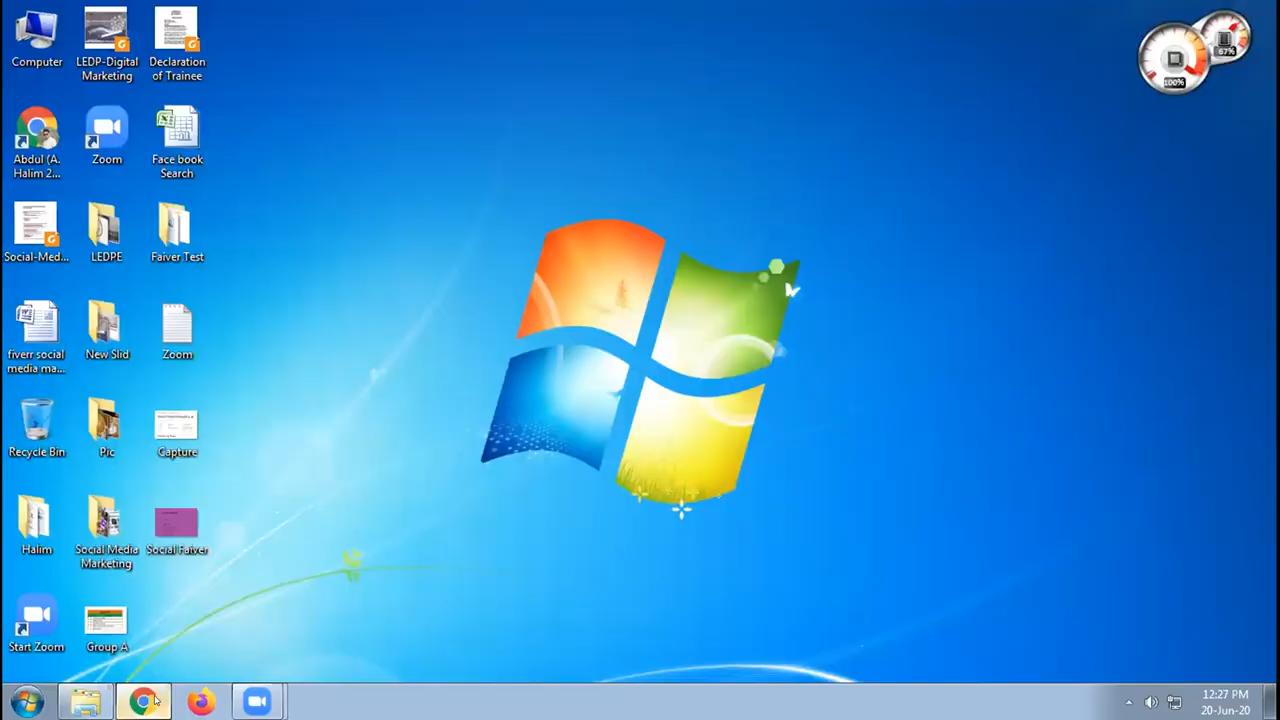 Computer
LEDP-Digital
Marketing
Declaration
of Trainee
100%
67%
Abdul (A.
Halim 2...
Zoom
Face book
Search
Social-Med...
LEDPE
Faiver Test
fiverr social
media ma...
New Slid
Zoom
Recycle Bin
Pic
Capture
Halim
Social Media
Marketing
Social Faiver
Start Zoom
Group A
12:27 PM
20-Jun-20